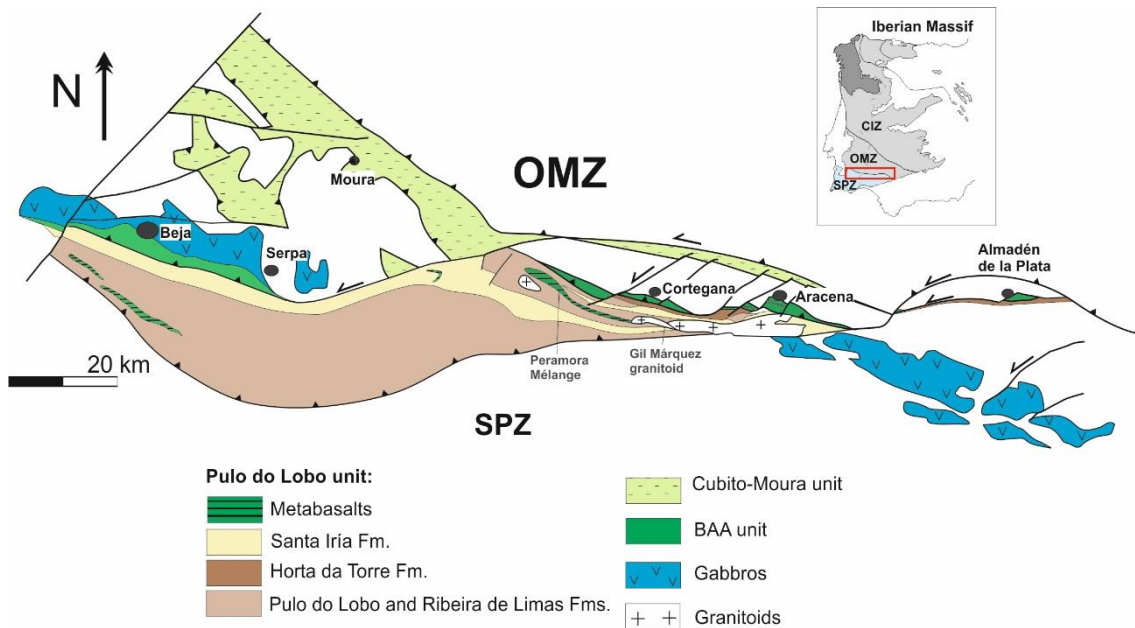 Iberian Massif
CIZ
OMZ
SPZ
N
OMZ
Moura
Beja
Serpa
Almadén
de la Plata
Cortegana
Aracena
Peramora
Mélange
Gil Márquez
granitoid
20 km
SPZ
Pulo do Lobo unit:
Metabasalts
Santa Iría Fm.
Horta da Torre Fm.
Pulo do Lobo and Ribeira de Limas Fms.
Cubito-Moura unit
BAA unit
Gabbros
Granitoids